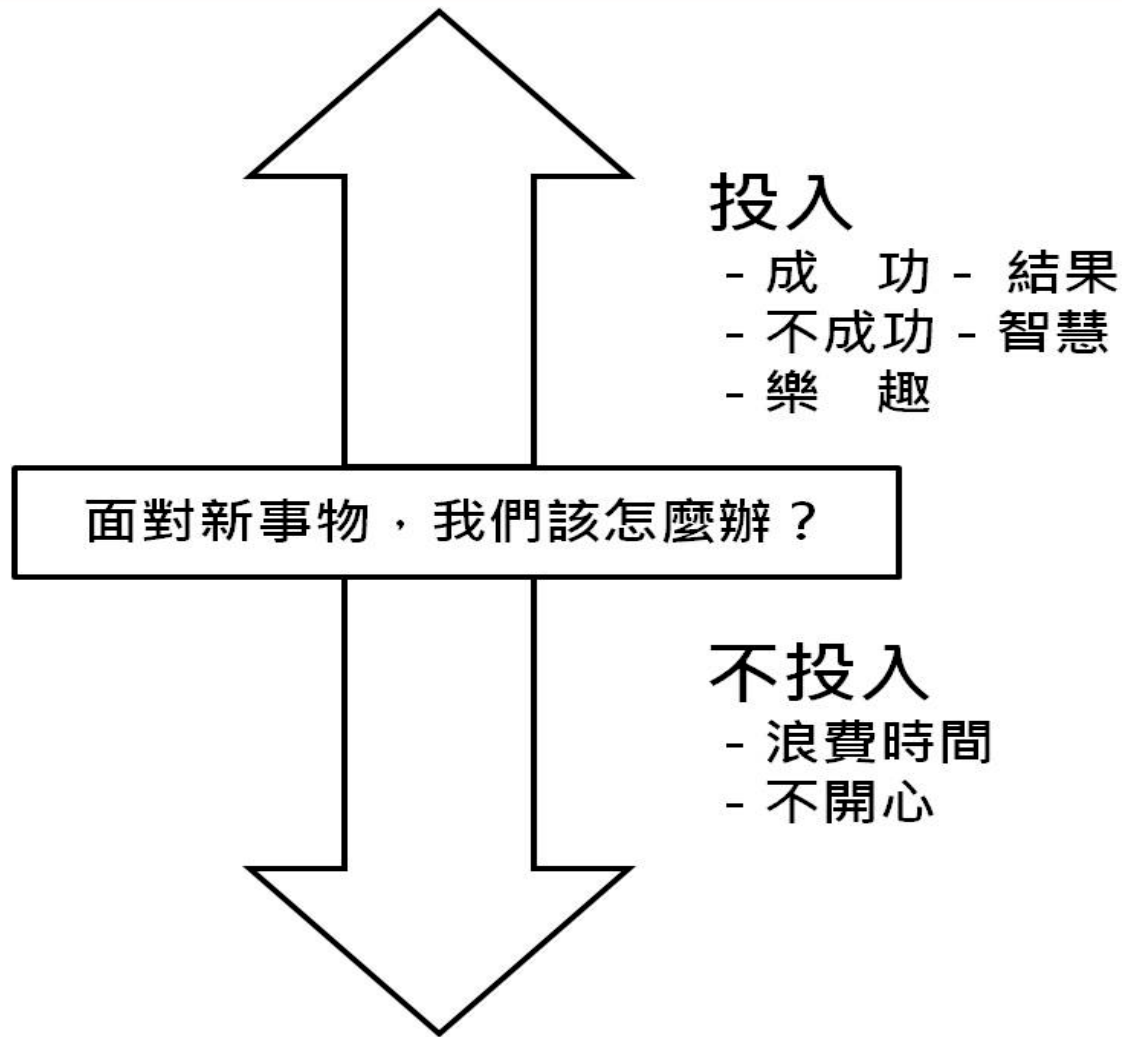 投入
- 成　功 - 結果
- 不成功 - 智慧
- 樂　趣
面對新事物，我們該怎麼辦？
不投入
- 浪費時間
- 不開心